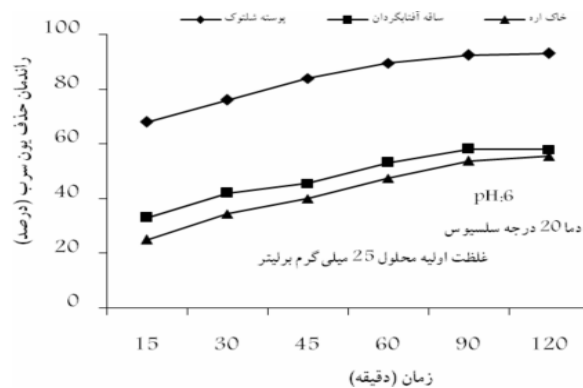 پوسته شلتوک
ساقه آفتابگردان
خاک اره
راندمان حذف یون سرب (درصد)
100
80
60
40
20
0
pH:6
دما 20 درجه سلسیوس
غلظت اولیه محلول 25 میلی گرم برلیتر
15 30 45 60 90 120
زمان (دقیقه)